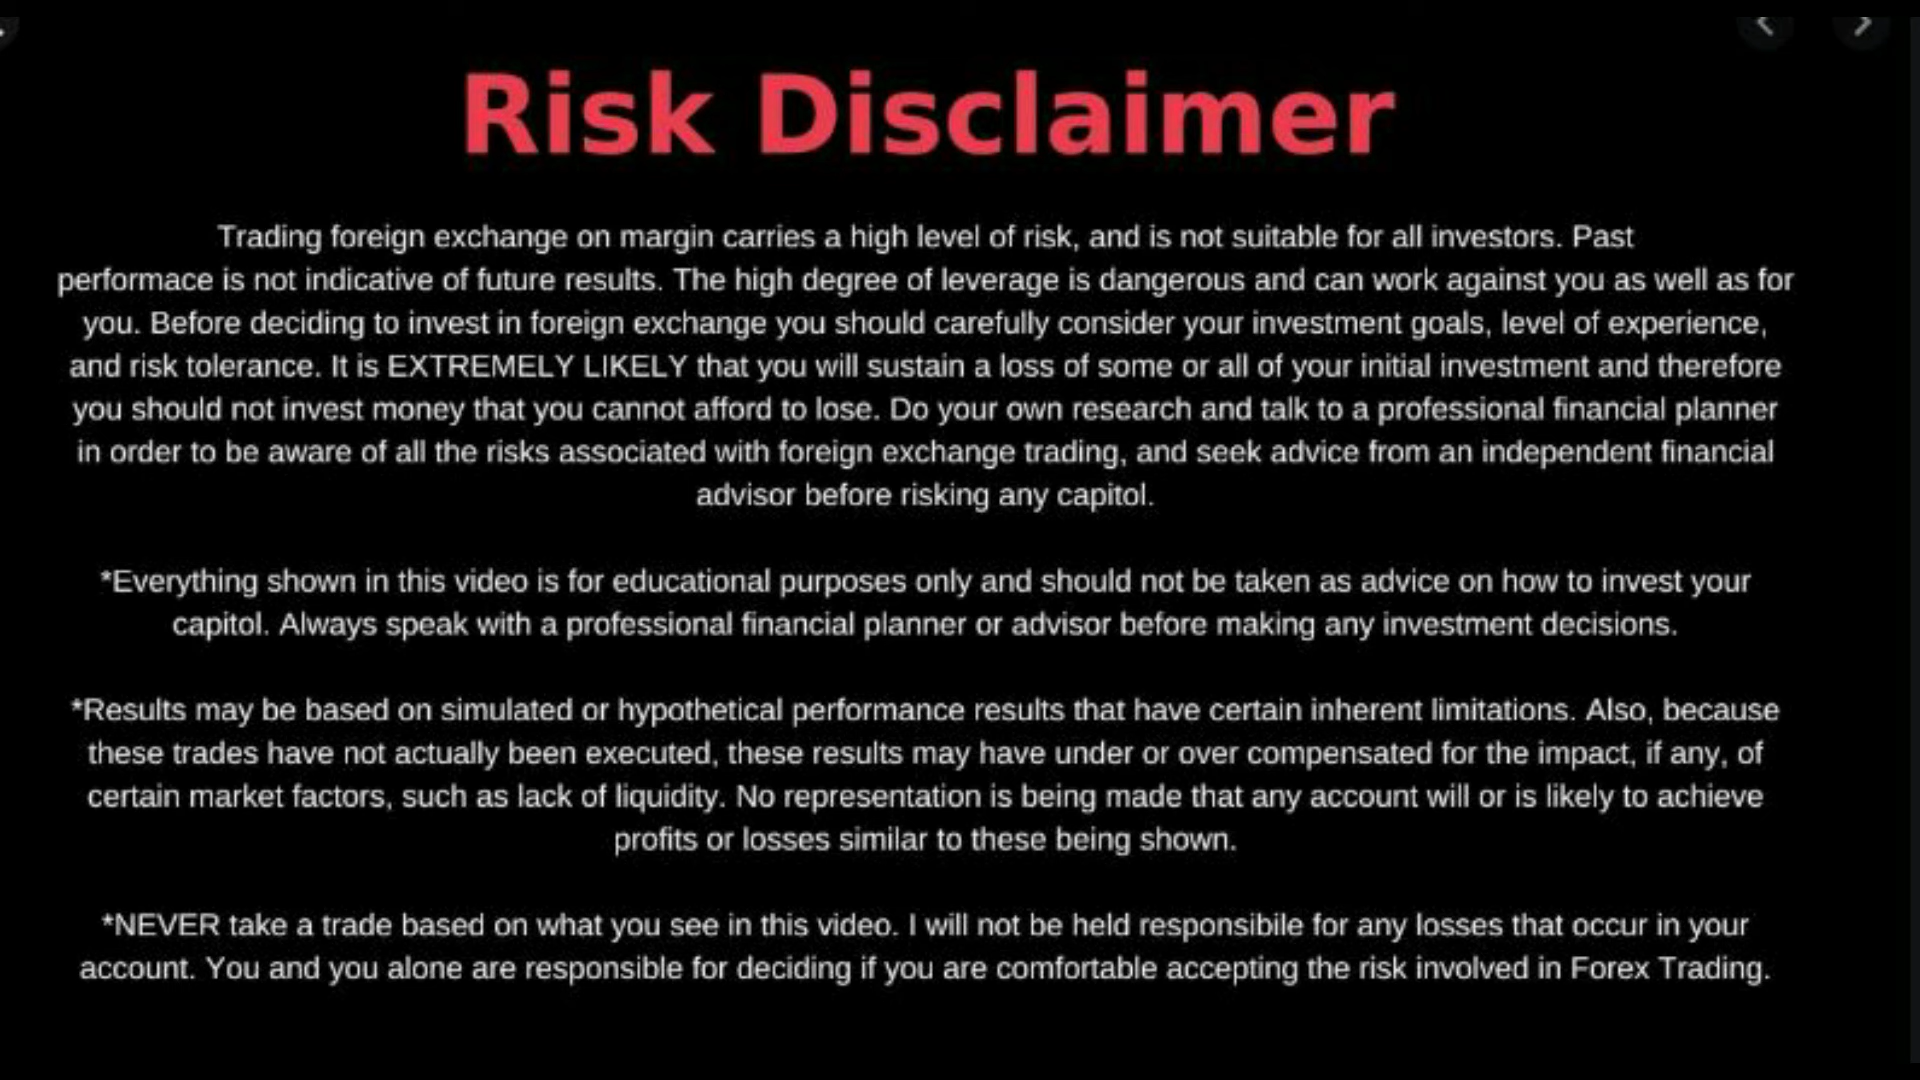 Risk Disclaimer
Trading foreign exchange on margin carries a high level of risk, and is not suitable for all investors. Past
performace is not indicative of future results. The high degree of leverage is dangerous and can work against you as well as for
you. Before deciding to invest in foreign exchange you should carefully consider your investment goals, level of experience,
and risk tolerance. It is EXTREMELY LIKELY that you will sustain a loss of some or all of your initial investment and therefore
you should not invest money that you cannot afford to lose. Do your own research and talk to a professional financial planner
in order to be aware of all the risks associated with foreign exchange trading, and seek advice from an independent financial
advisor before risking any capitol.
*Everything shown in this video is for educational purposes only and should not be taken as advice on how to invest your
capitol. Always speak with a professional financial planner or advisor before making any investment decisions.
*Results may be based on simulated or hypothetical performance results that have certain inherent limitations. Also, because
these trades have not actually been executed, these results may have under or over compensated for the impact, if any, of
certain market factors, such as lack of liquidity. No representation is being made that any account will or is likely to achieve
profits or losses similar to these being shown.
*NEVER take a trade based on what you see in this video. I will not be held responsibile for any losses that occur in your
account. You and you alone are responsible for deciding if you are comfortable accepting the risk involved in Forex Trading.